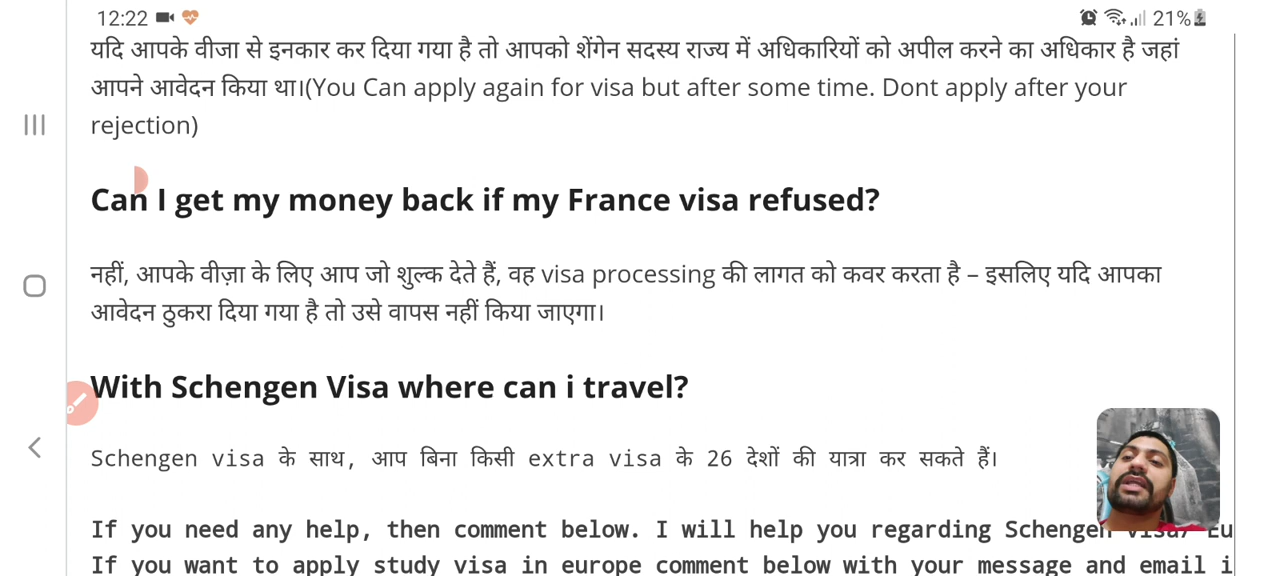 12:22 21%
यदि आपके वीजा से इनकार कर दिया गया है तो आपको शेंगेन सदस्य राज्य में अधिकारियों को अपील करने का अधिकार है जहां
आपने आवेदन किया था।(You Can apply again for visa but after some time. Dont apply after your
rejection)
Can I get my money back if my France visa refused?
नहीं, आपके वीज़ा के लिए आप जो शुल्क देते हैं, वह visa processing की लागत को कवर करता है – इसलिए यदि आपका
आवेदन ठुकरा दिया गया है तो उसे वापस नहीं किया जाएगा।
With Schengen Visa where can i travel?
Schengen visa के साथ, आप बिना किसी extra visa के 26 देशों की यात्रा कर सकते हैं।
If you need any help, then comment below. I will help you regarding Schengen visa/ Eu
If you want to apply study visa in europe comment below with your message and email i